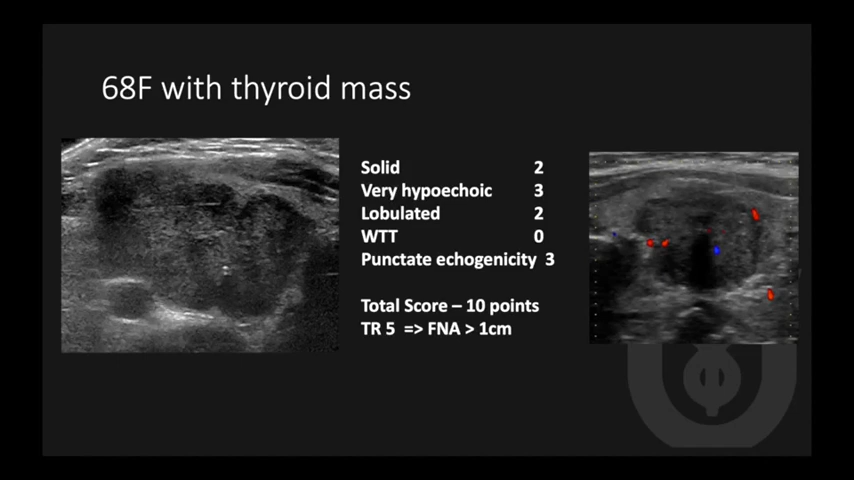 68F with thyroid mass
Solid 2
Very hypoechoic 3
Lobulated 2
WTT 0
Punctate echogenicity 3
Total Score – 10 points
TR 5 => FNA > 1cm